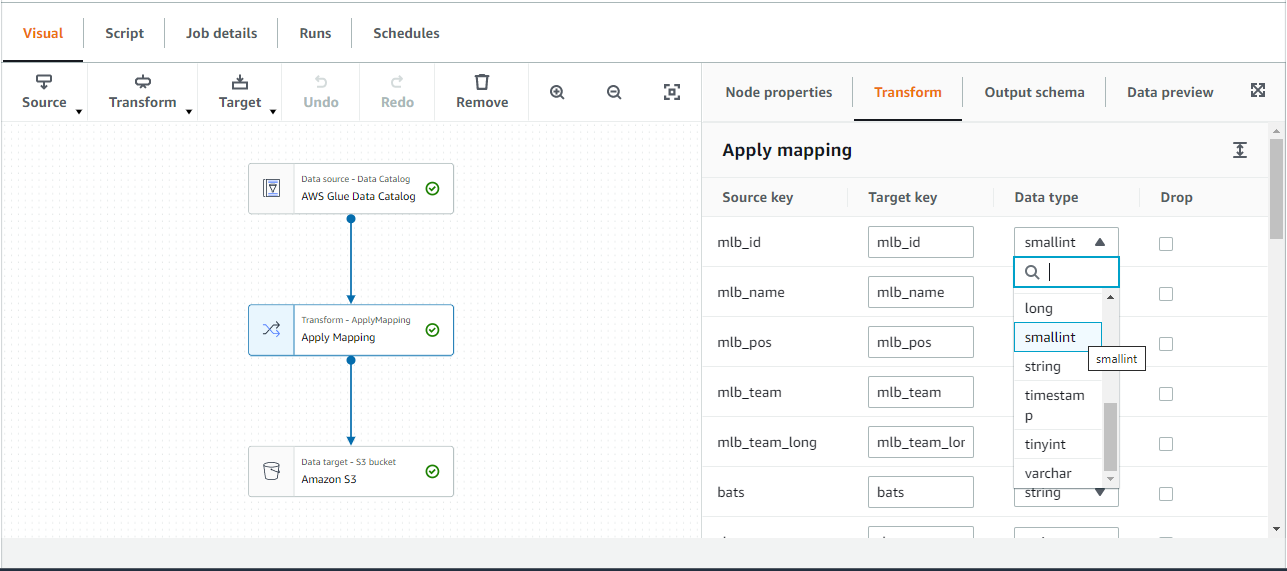 Visual Script Job details Runs Schedules
Source Transform Target Undo Redo Remove
Node properties Transform Output schema Data preview
Data source - Data Catalog
AWS Glue Data Catalog
Transform - ApplyMapping
Apply Mapping
Data target - S3 bucket
Amazon S3
Apply mapping
Source key Target key Data type Drop
mlb_id mlb_id smallint
mlb_name mlb_name
mlb_pos mlb_pos
mlb_team mlb_team
mlb_team_long mlb_team_lor
bats bats string
long
smallint
smallint
string
timestam
p
tinyint
varchar